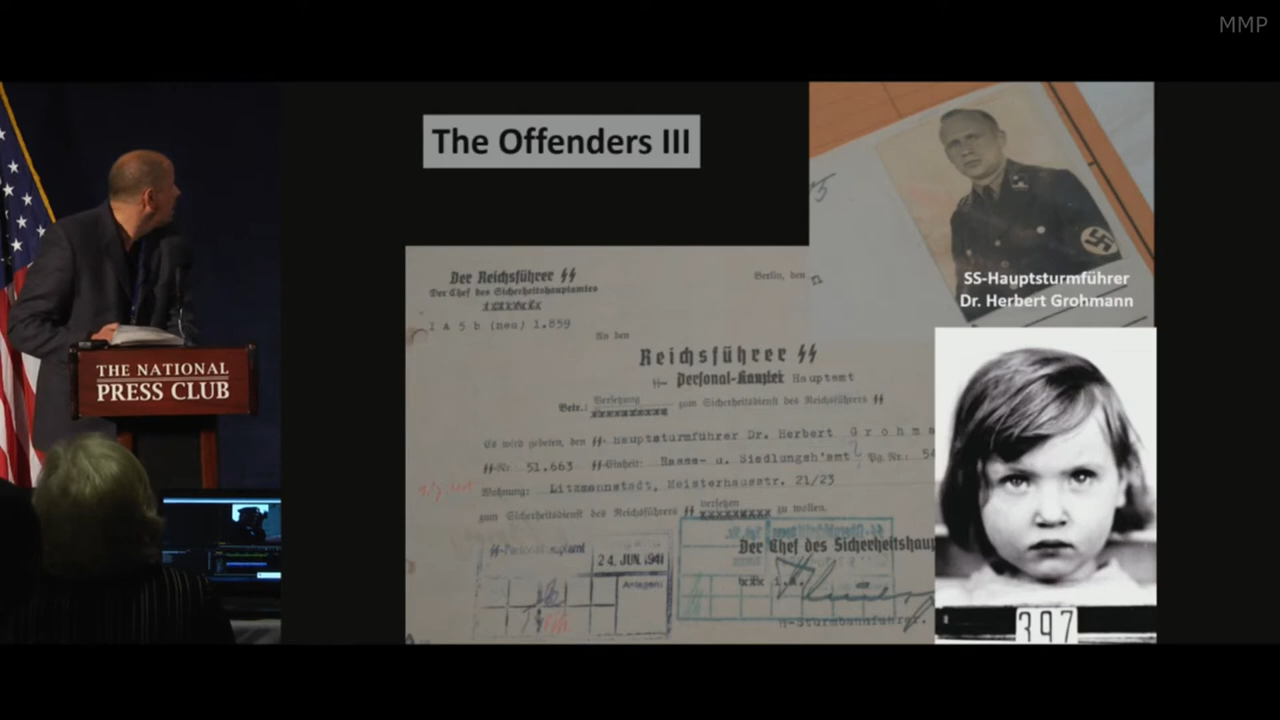 MMP
The Offenders III
THE NATIONAL
PRESS CLUB
SS-Hauptsturmführer
Dr. Herbert Grohmann
Der Reichsführer SS
Der Chef des Sicherheitshauptamtes
Berlin, den
I A 5 b (neu) 1.859
An den
Reichsführer SS
SS- Personal-Kanzlei Hauptamt
Betr.: Versetzung zum Sicherheitsdienst des Reichsführers SS
Es wird gebeten, den SS- Hauptsturmführer Dr. Herbert Grohma
SS-Nr. 51.663 SS-Einheit: Rasse- u. Siedlungsh'amt Pg. Nr.: 54
Wohnung: Litzmannstadt, Meisterhausstr. 21/23
zum Sicherheitsdienst des Reichsführers SS versetzen zu wollen.
Der Chef des Sicherheitshaup
24. JUN. 1941
Anlagen:
i.A.
SS-Sturmbannführer.
397